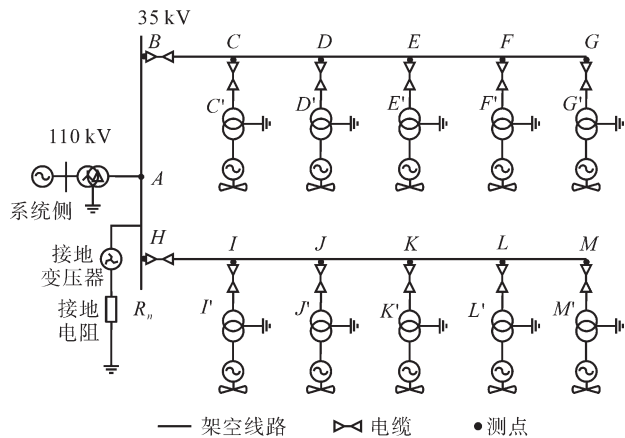 35 kV
B C D E F G
C' D' E' F' G'
110 kV
A
系统侧
H I J K L M
接地
变压器
I' J' K' L' M'
接地
电阻
Rn
架空线路 电缆 测点